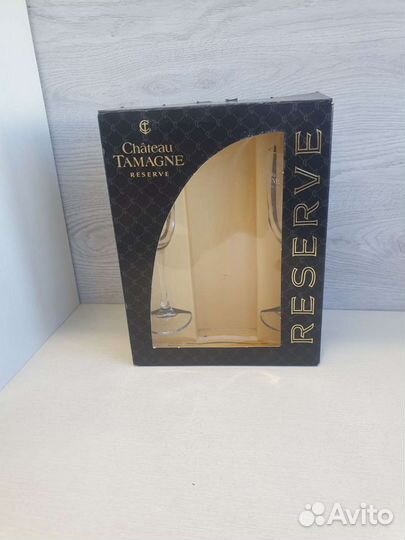 Château
TAMAGNE
RESERVE
RESERVE
Avito